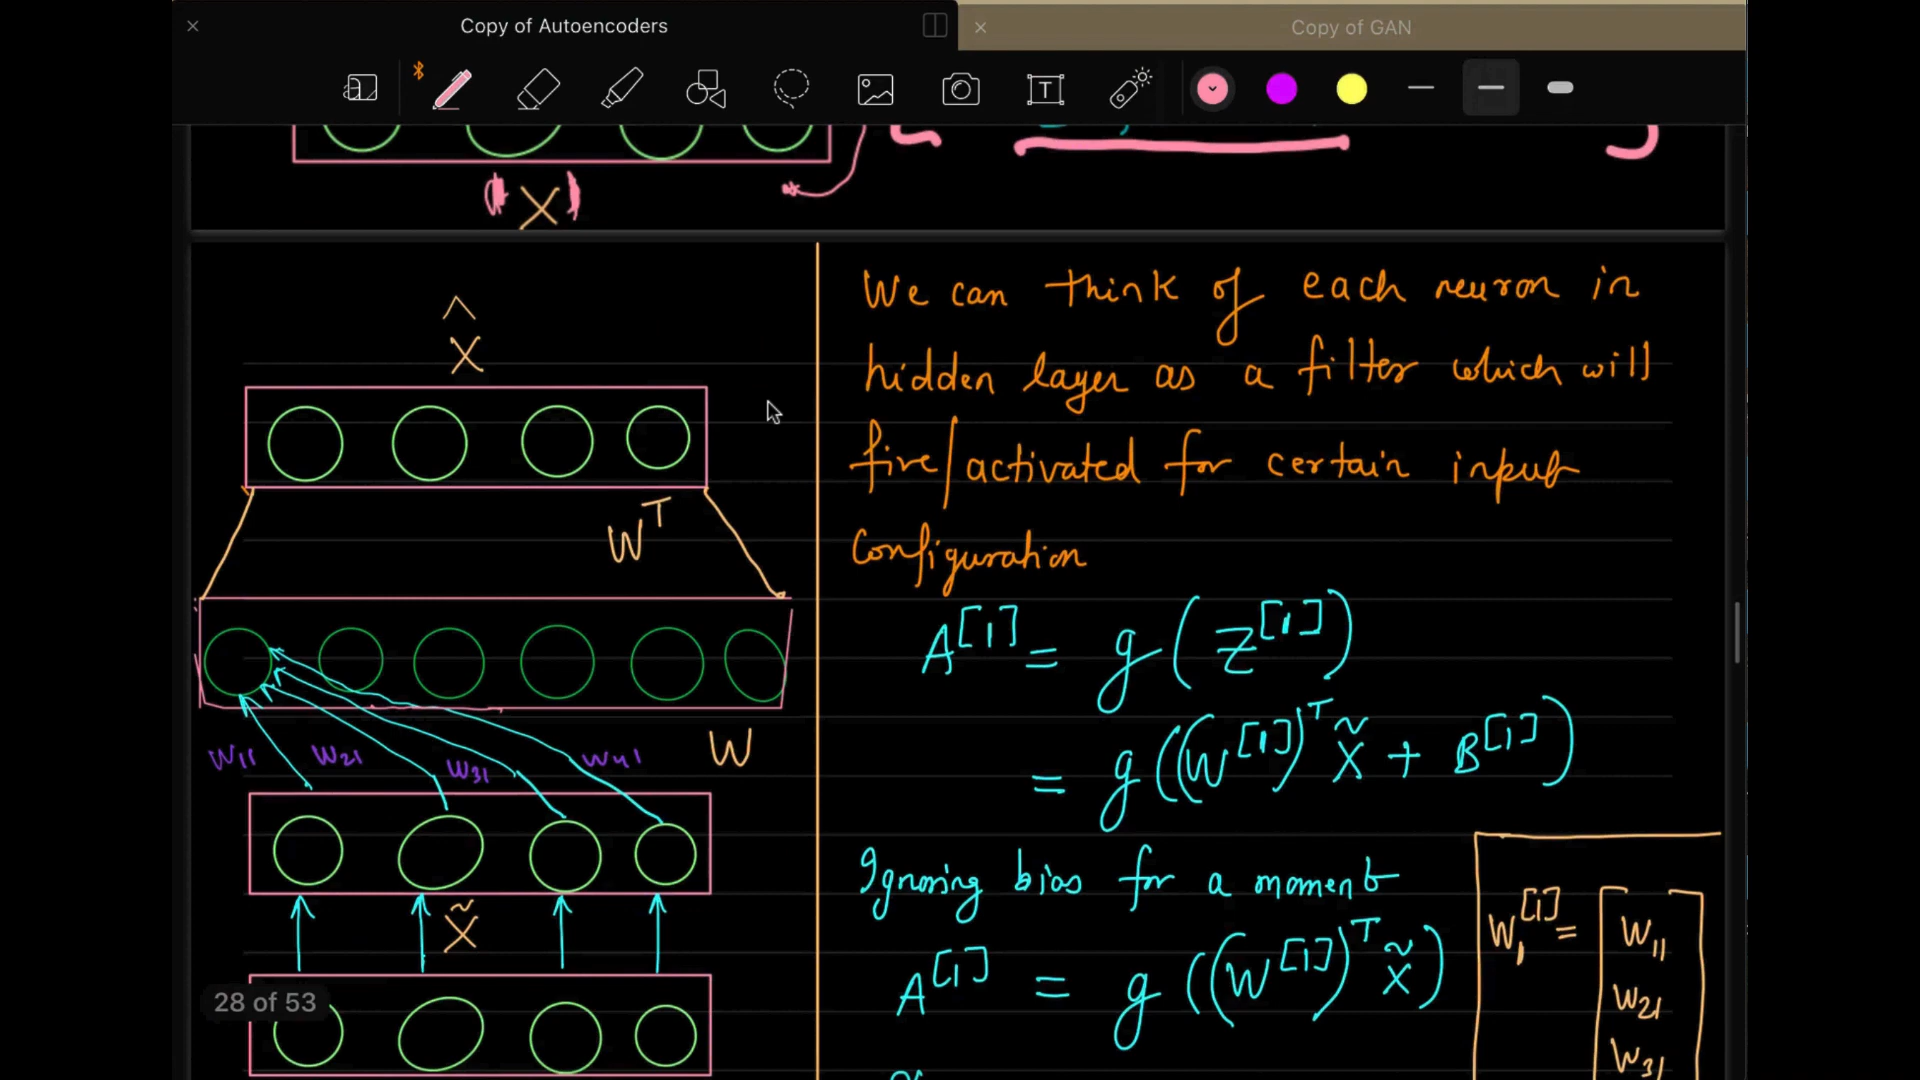 Copy of Autoencoders
Copy of GAN
T
X
^
X
W^T
W11 W21 W31 W41 W
X̃
28 of 53
We can think of each neuron in
hidden layer as a filter which will
fire/activated for certain input
configuration
A^[1] = g(Z^[1])
= g((W^[1])^T X̃ + B^[1])
Ignoring bias for a moment
A^[1] = g((W^[1])^T X̃)
W_1^[1] = [W11
W21
W31